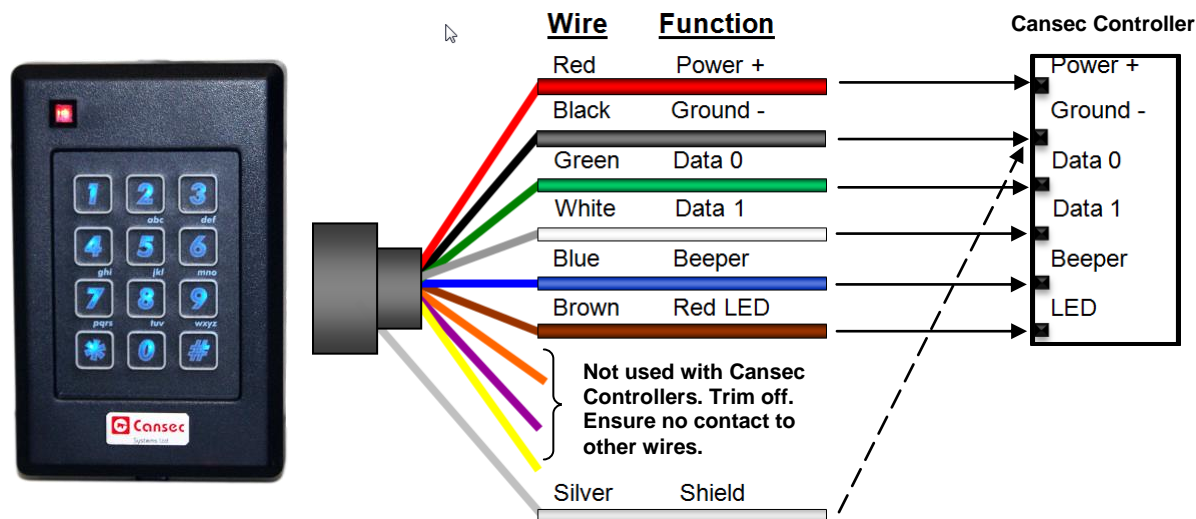 Wire Function
Cansec Controller
Red Power +
Black Ground -
Green Data 0
White Data 1
Blue Beeper
Brown Red LED
Not used with Cansec
Controllers. Trim off.
Ensure no contact to
other wires.
Silver Shield
Power +
Ground -
Data 0
Data 1
Beeper
LED
1 2 3
abc def
4 5 6
ghi jkl mno
7 8 9
pqrs tuv wxyz
* 0 #
Cansec
Systems Ltd